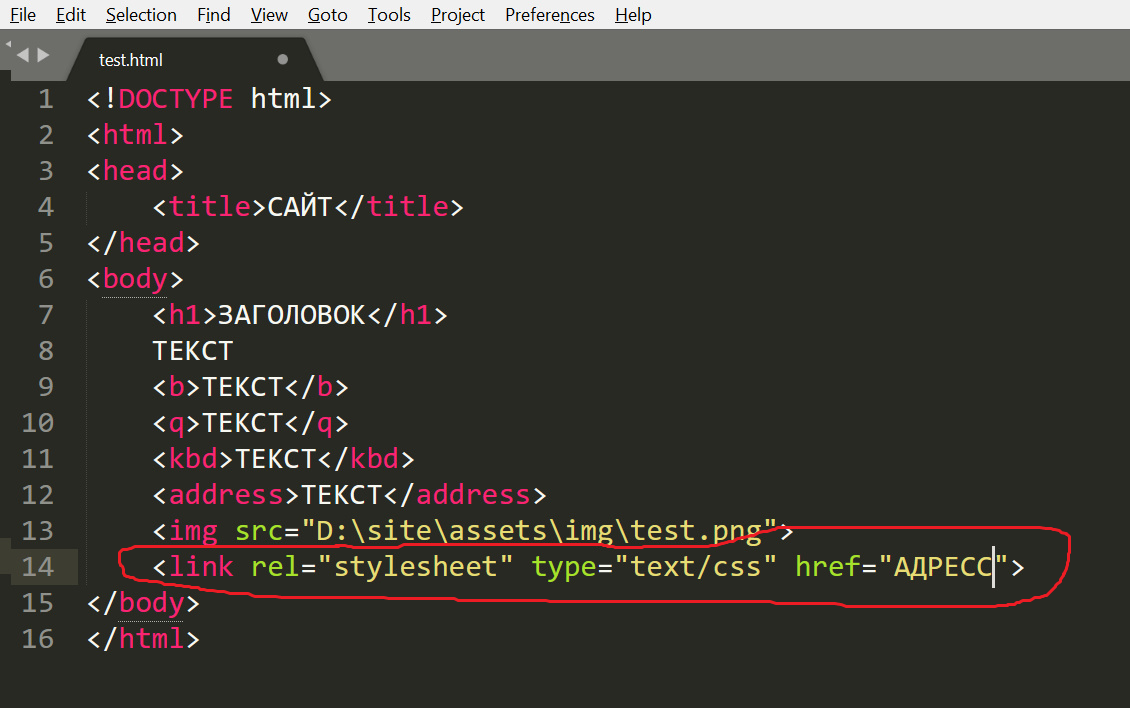 File Edit Selection Find View Goto Tools Project Preferences Help
test.html
1 <!DOCTYPE html>
2 <html>
3 <head>
4 <title>САЙТ</title>
5 </head>
6 <body>
7 <h1>ЗАГОЛОВОК</h1>
8 ТЕКСТ
9 <b>ТЕКСТ</b>
10 <q>ТЕКСТ</q>
11 <kbd>ТЕКСТ</kbd>
12 <address>ТЕКСТ</address>
13 <img src="D:\site\assets\img\test.png">
14 <link rel="stylesheet" type="text/css" href="АДРЕСС">
15 </body>
16 </html>